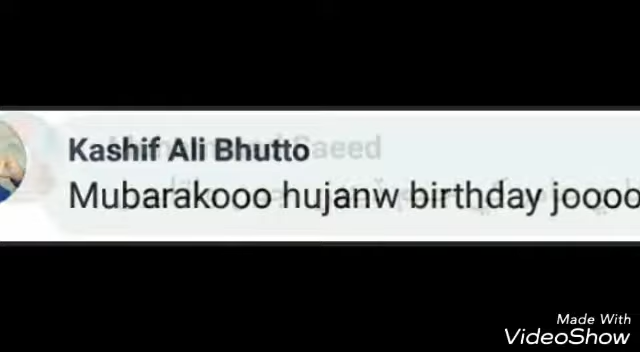 Kashif Ali Bhutto
Mubarakooo hujanw birthday joooo
Made With
VideoShow